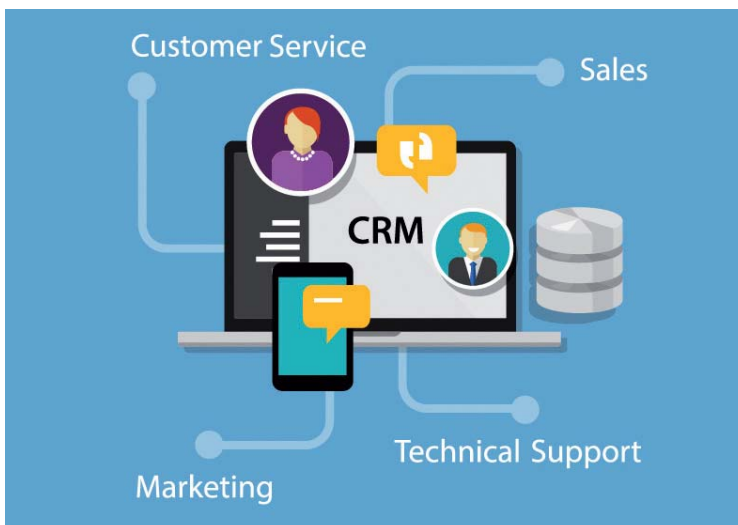 Customer Service
Sales
CRM
Technical Support
Marketing